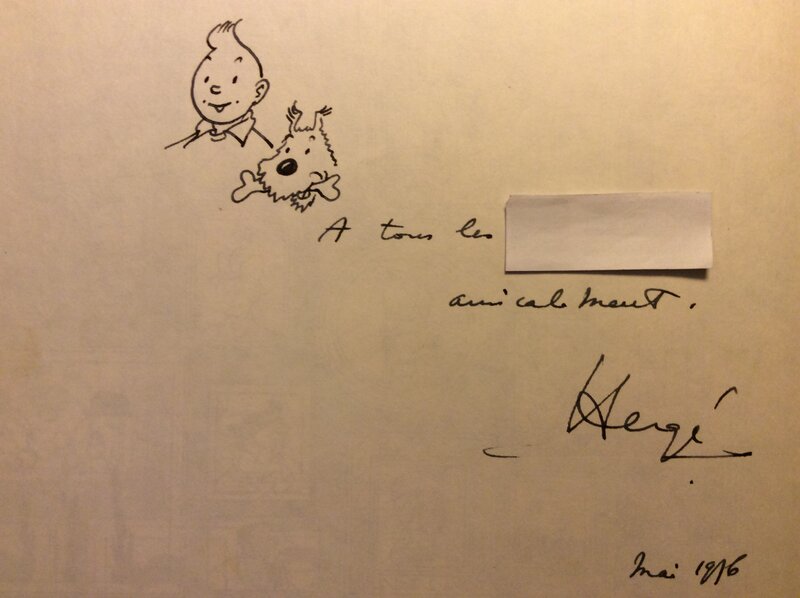 A tous les
amicalement.
Hergé
Mai 1976